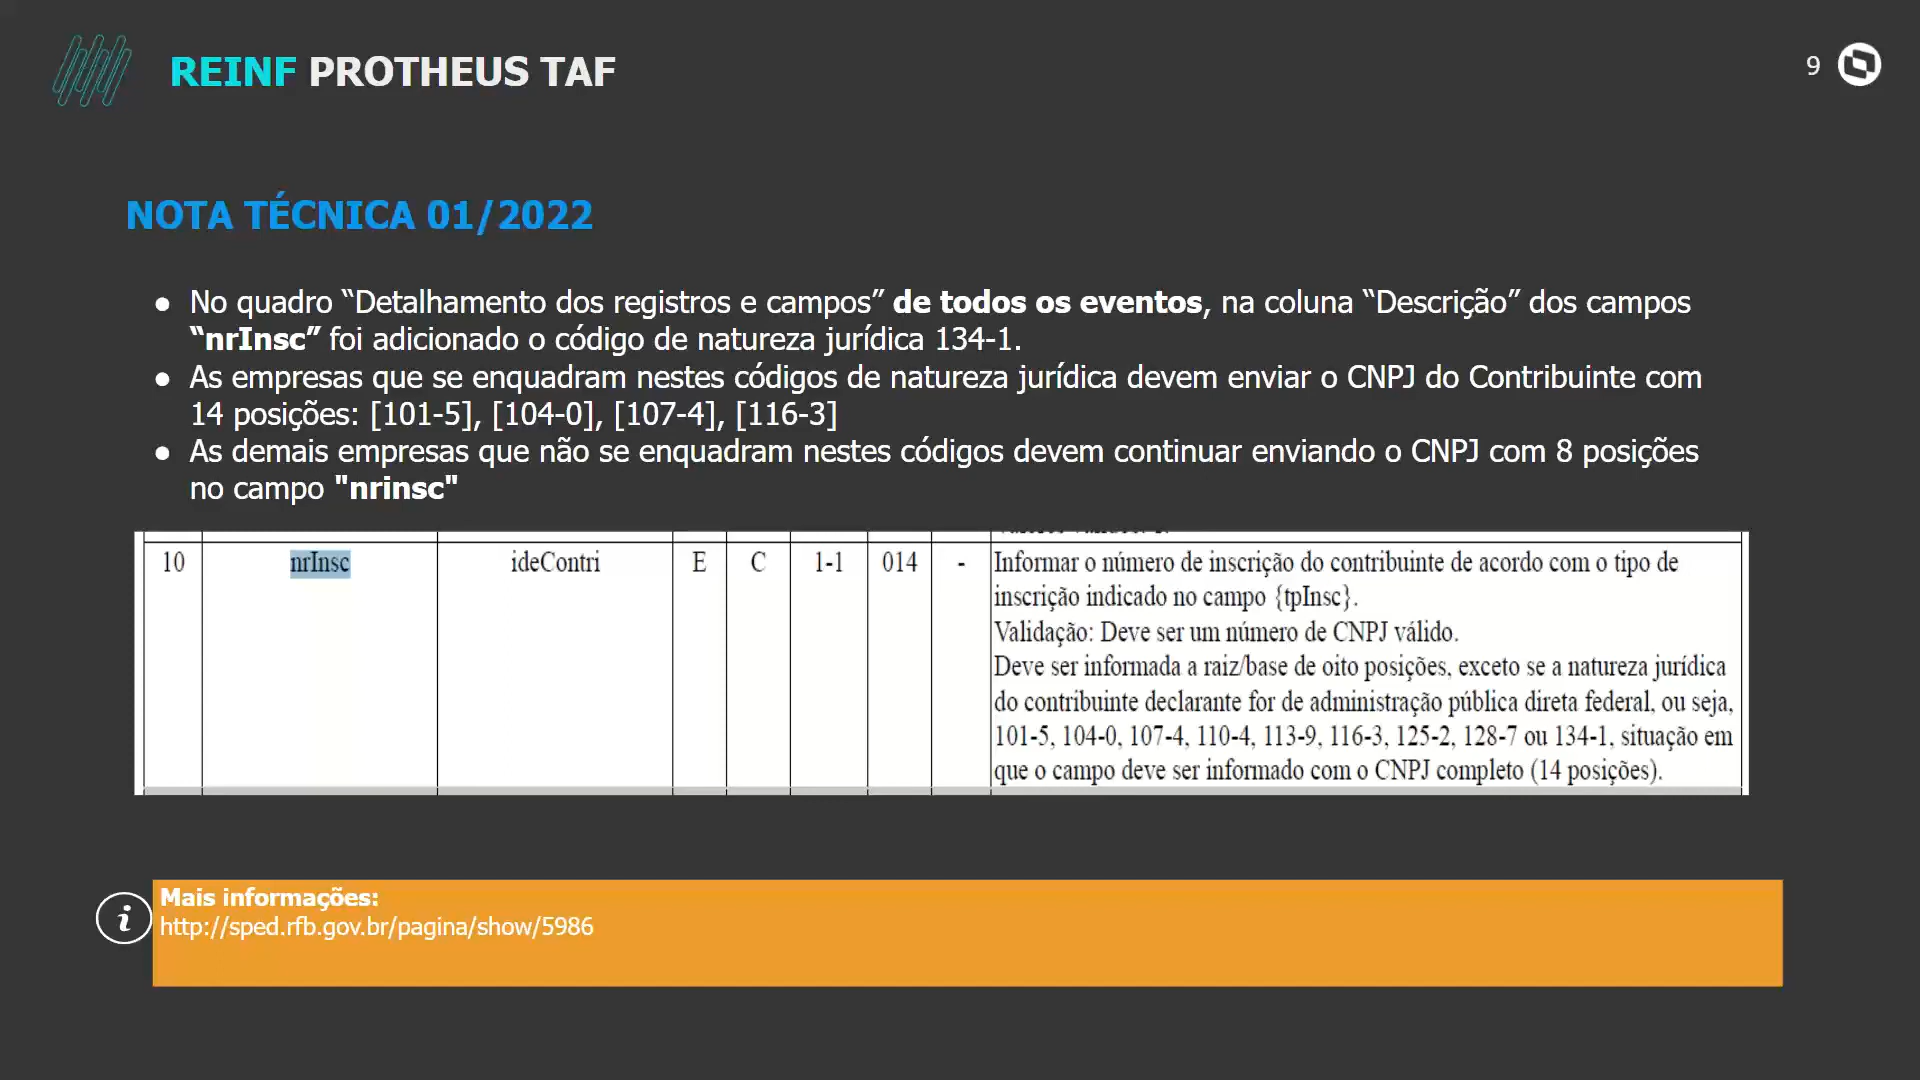 REINF PROTHEUS TAF
9
NOTA TÉCNICA 01/2022
● No quadro “Detalhamento dos registros e campos” de todos os eventos, na coluna “Descrição” dos campos
“nrInsc” foi adicionado o código de natureza jurídica 134-1.
● As empresas que se enquadram nestes códigos de natureza jurídica devem enviar o CNPJ do Contribuinte com
14 posições: [101-5], [104-0], [107-4], [116-3]
● As demais empresas que não se enquadram nestes códigos devem continuar enviando o CNPJ com 8 posições
no campo "nrinsc"
10 nrInsc ideContri E C 1-1 014 - Informar o número de inscrição do contribuinte de acordo com o tipo de
inscrição indicado no campo {tpInsc}.
Validação: Deve ser um número de CNPJ válido.
Deve ser informada a raiz/base de oito posições, exceto se a natureza jurídica
do contribuinte declarante for de administração pública direta federal, ou seja,
101-5, 104-0, 107-4, 110-4, 113-9, 116-3, 125-2, 128-7 ou 134-1, situação em
que o campo deve ser informado com o CNPJ completo (14 posições).
i
Mais informações:
http://sped.rfb.gov.br/pagina/show/5986